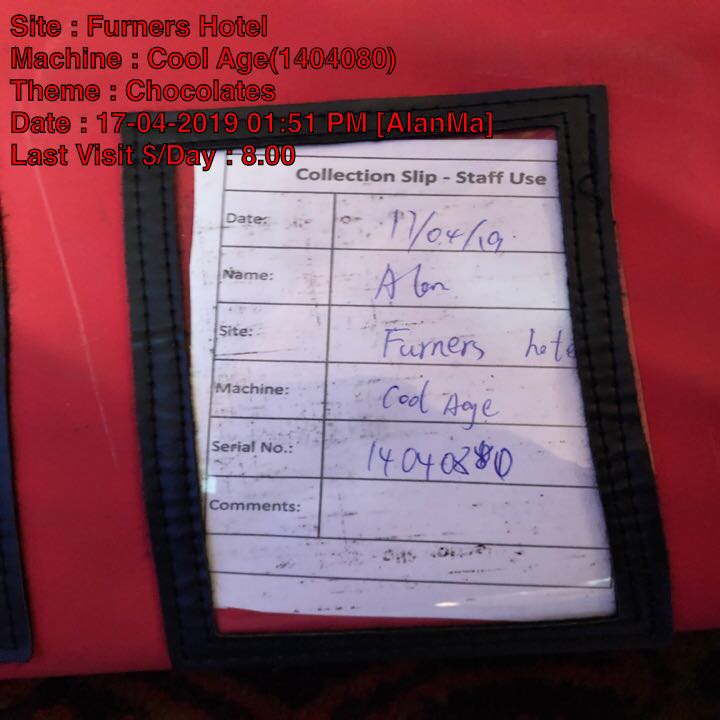 Site : Furners Hotel
Machine : Cool Age(1404080)
Theme : Chocolates
Date : 17-04-2019 01:51 PM [AlanMa]
Last Visit $/Day : 8.00
Collection Slip - Staff Use
Date: 17/04/19.
Name: Alan
Site: Furners hote
Machine: Cool Age
Serial No.:
Comments: